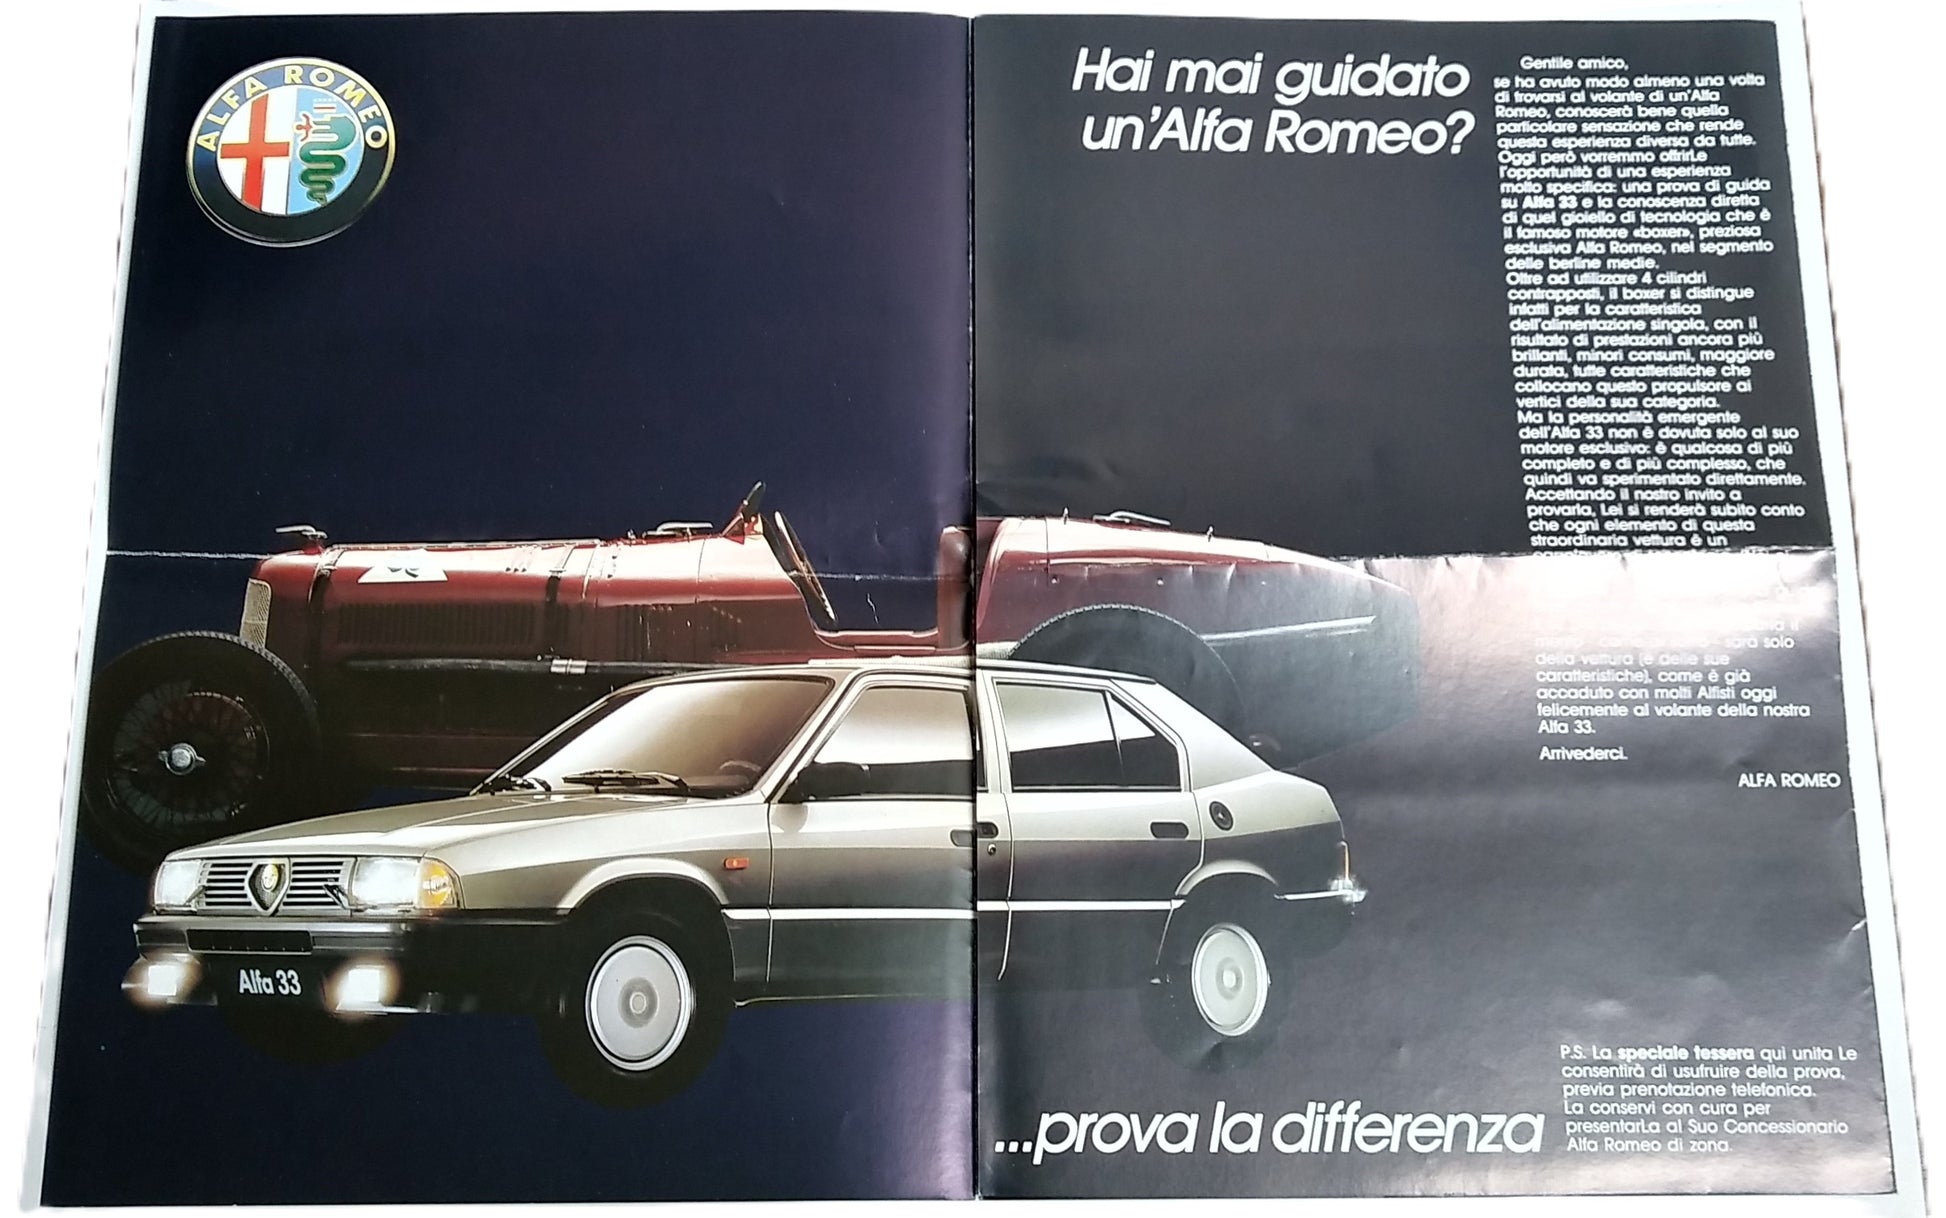 ALFA ROMEO
Hai mai guidato
un'Alfa Romeo?
Gentile amico,
se ha avuto modo almeno una volta
di trovarsi al volante di un'Alfa
Romeo, conoscerà bene quella
particolare sensazione che rende
questa esperienza diversa da tutte.
Oggi però vorremmo offrirLe
l'opportunità di una esperienza
molto specifica: una prova di guida
su Alfa 33 e la conoscenza diretta
di quel gioiello di tecnologia che è
il famoso motore «boxer», preziosa
esclusiva Alfa Romeo, nel segmento
delle berline medie.
Oltre ad utilizzare 4 cilindri
contrapposti, il boxer si distingue
infatti per la caratteristica
dell'alimentazione singola, con il
risultato di prestazioni ancora più
brillanti, minori consumi, maggiore
durata, tutte caratteristiche che
collocano questo propulsore ai
vertici della sua categoria.
Ma la personalità emergente
dell'Alfa 33 non è dovuta solo al suo
motore esclusivo: è qualcosa di più
completo e di più complesso, che
quindi va sperimentato direttamente.
Accettando il nostro invito a
provarla, Lei si renderà subito conto
che ogni elemento di questa
straordinaria vettura è un
sarà solo
della vettura (e delle sue
caratteristiche), come è già
accaduto con molti Alfisti oggi
felicemente al volante della nostra
Alfa 33.
Arrivederci.
ALFA ROMEO
Alfa 33
P.S. La speciale tessera qui unita Le
consentirà di usufruire della prova,
previa prenotazione telefonica.
La conservi con cura per
presentarLa al Suo Concessionario
Alfa Romeo di zona.
...prova la differenza